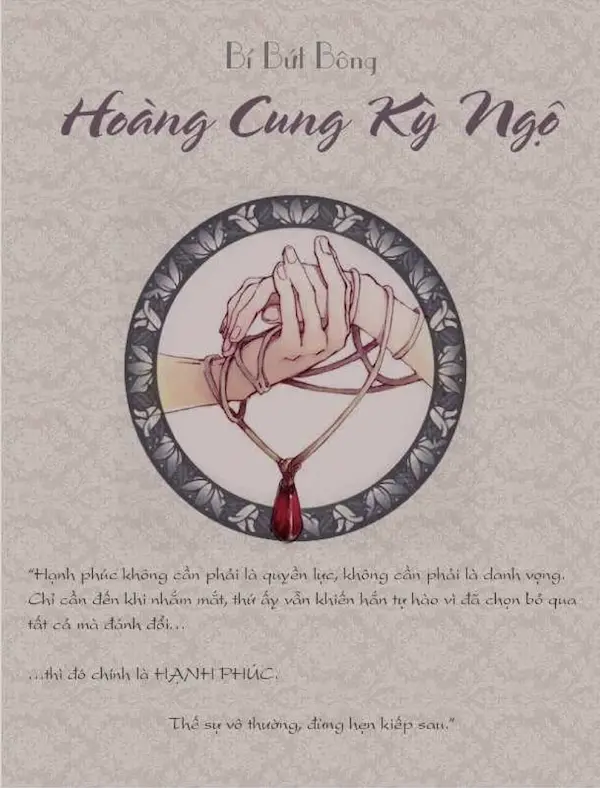 Bí Bứt Bông
Hoàng Cung Kỳ Ngộ
"Hạnh phúc không cần phải là quyền lực, không cần phải là danh vọng.
Chỉ cần đến khi nhắm mắt, thứ ấy vẫn khiến hắn tự hào vì đã chọn bỏ qua
tất cả mà đánh đổi...
...thì đó chính là HẠNH PHÚC.
Thế sự vô thường, đừng hẹn kiếp sau."